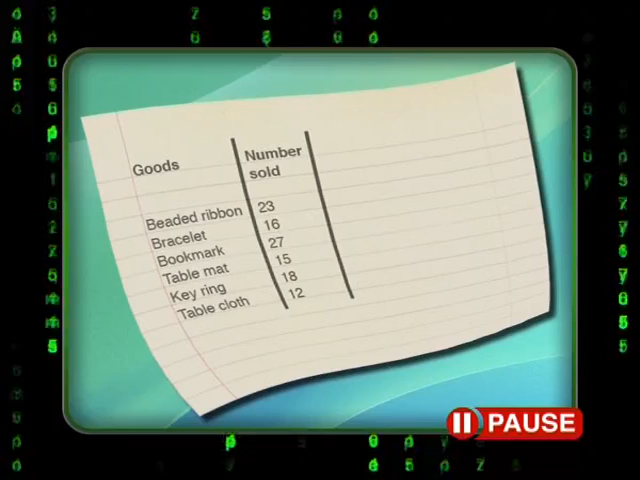 Goods Number sold
Beaded ribbon 23
Bracelet 16
Bookmark 27
Table mat 15
Key ring 18
Table cloth 12
PAUSE